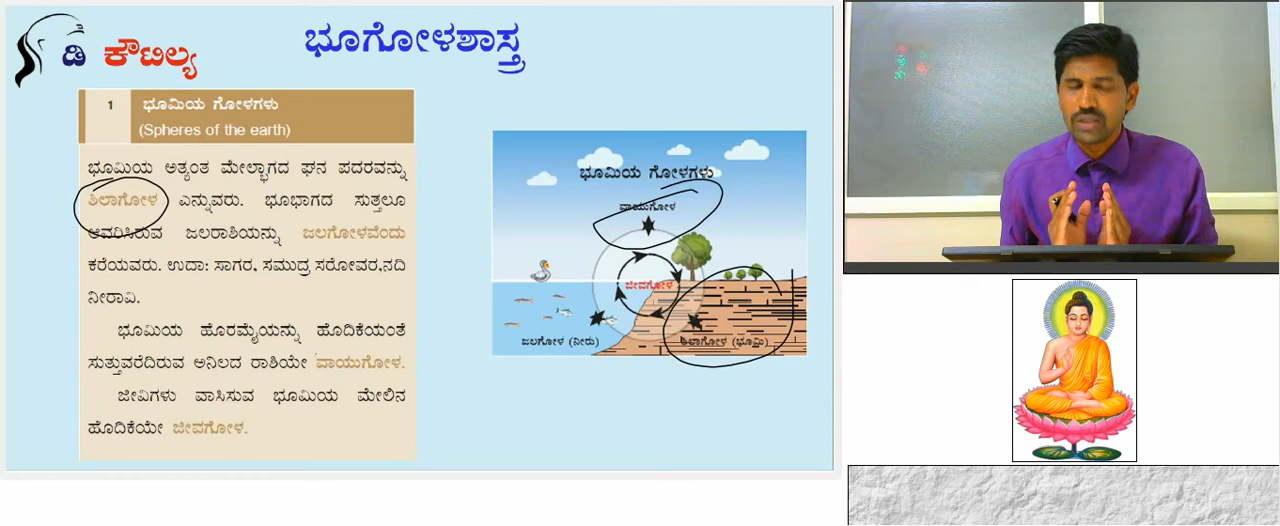 ಡಿ ಕೌಟಿಲ್ಯ
ಭೂಗೋಳಶಾಸ್ತ್ರ
1 ಭೂಮಿಯ ಗೋಳಗಳು
(Spheres of the earth)
ಭೂಮಿಯ ಅತ್ಯಂತ ಮೇಲ್ಭಾಗದ ಘನ ಪದರವನ್ನು
ಶಿಲಾಗೋಳ ಎನ್ನುವರು. ಭೂಭಾಗದ ಸುತ್ತಲೂ
ಆವರಿಸಿರುವ ಜಲರಾಶಿಯನ್ನು ಜಲಗೋಳವೆಂದು
ಕರೆಯವರು. ಉದಾ: ಸಾಗರ, ಸಮುದ್ರ ಸರೋವರ,ನದಿ
ನೀರಾವಿ.
ಭೂಮಿಯ ಹೊರಮೈಯನ್ನು ಹೊದಿಕೆಯಂತೆ
ಸುತ್ತುವರೆದಿರುವ ಅನಿಲದ ರಾಶಿಯೇ ವಾಯುಗೋಳ.
ಜೀವಿಗಳು ವಾಸಿಸುವ ಭೂಮಿಯ ಮೇಲಿನ
ಹೊದಿಕೆಯೇ ಜೀವಗೋಳ.
ಭೂಮಿಯ ಗೋಳಗಳು
ವಾಯುಗೋಳ
ಜೀವಗೋಳ
ಜಲಗೋಳ (ನೀರು)
ಶಿಲಾಗೋಳ (ಭೂಮಿ)